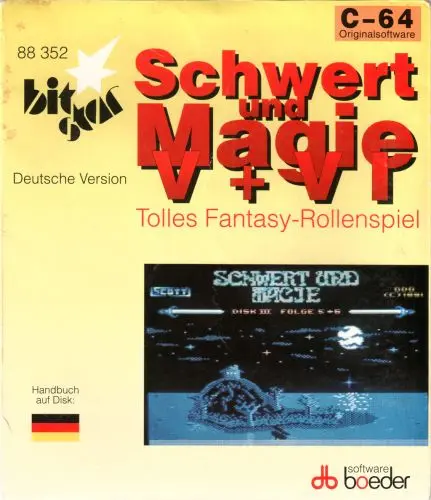 C-64
Originalsoftware
88 352
bit
star
Schwert
und
Magie
V + VI
Deutsche Version
Tolles Fantasy-Rollenspiel
SCHWERT UND
MAGIE
SCOTT
DISK III FOLGE 5+6
Handbuch
auf Disk:
software
boeder